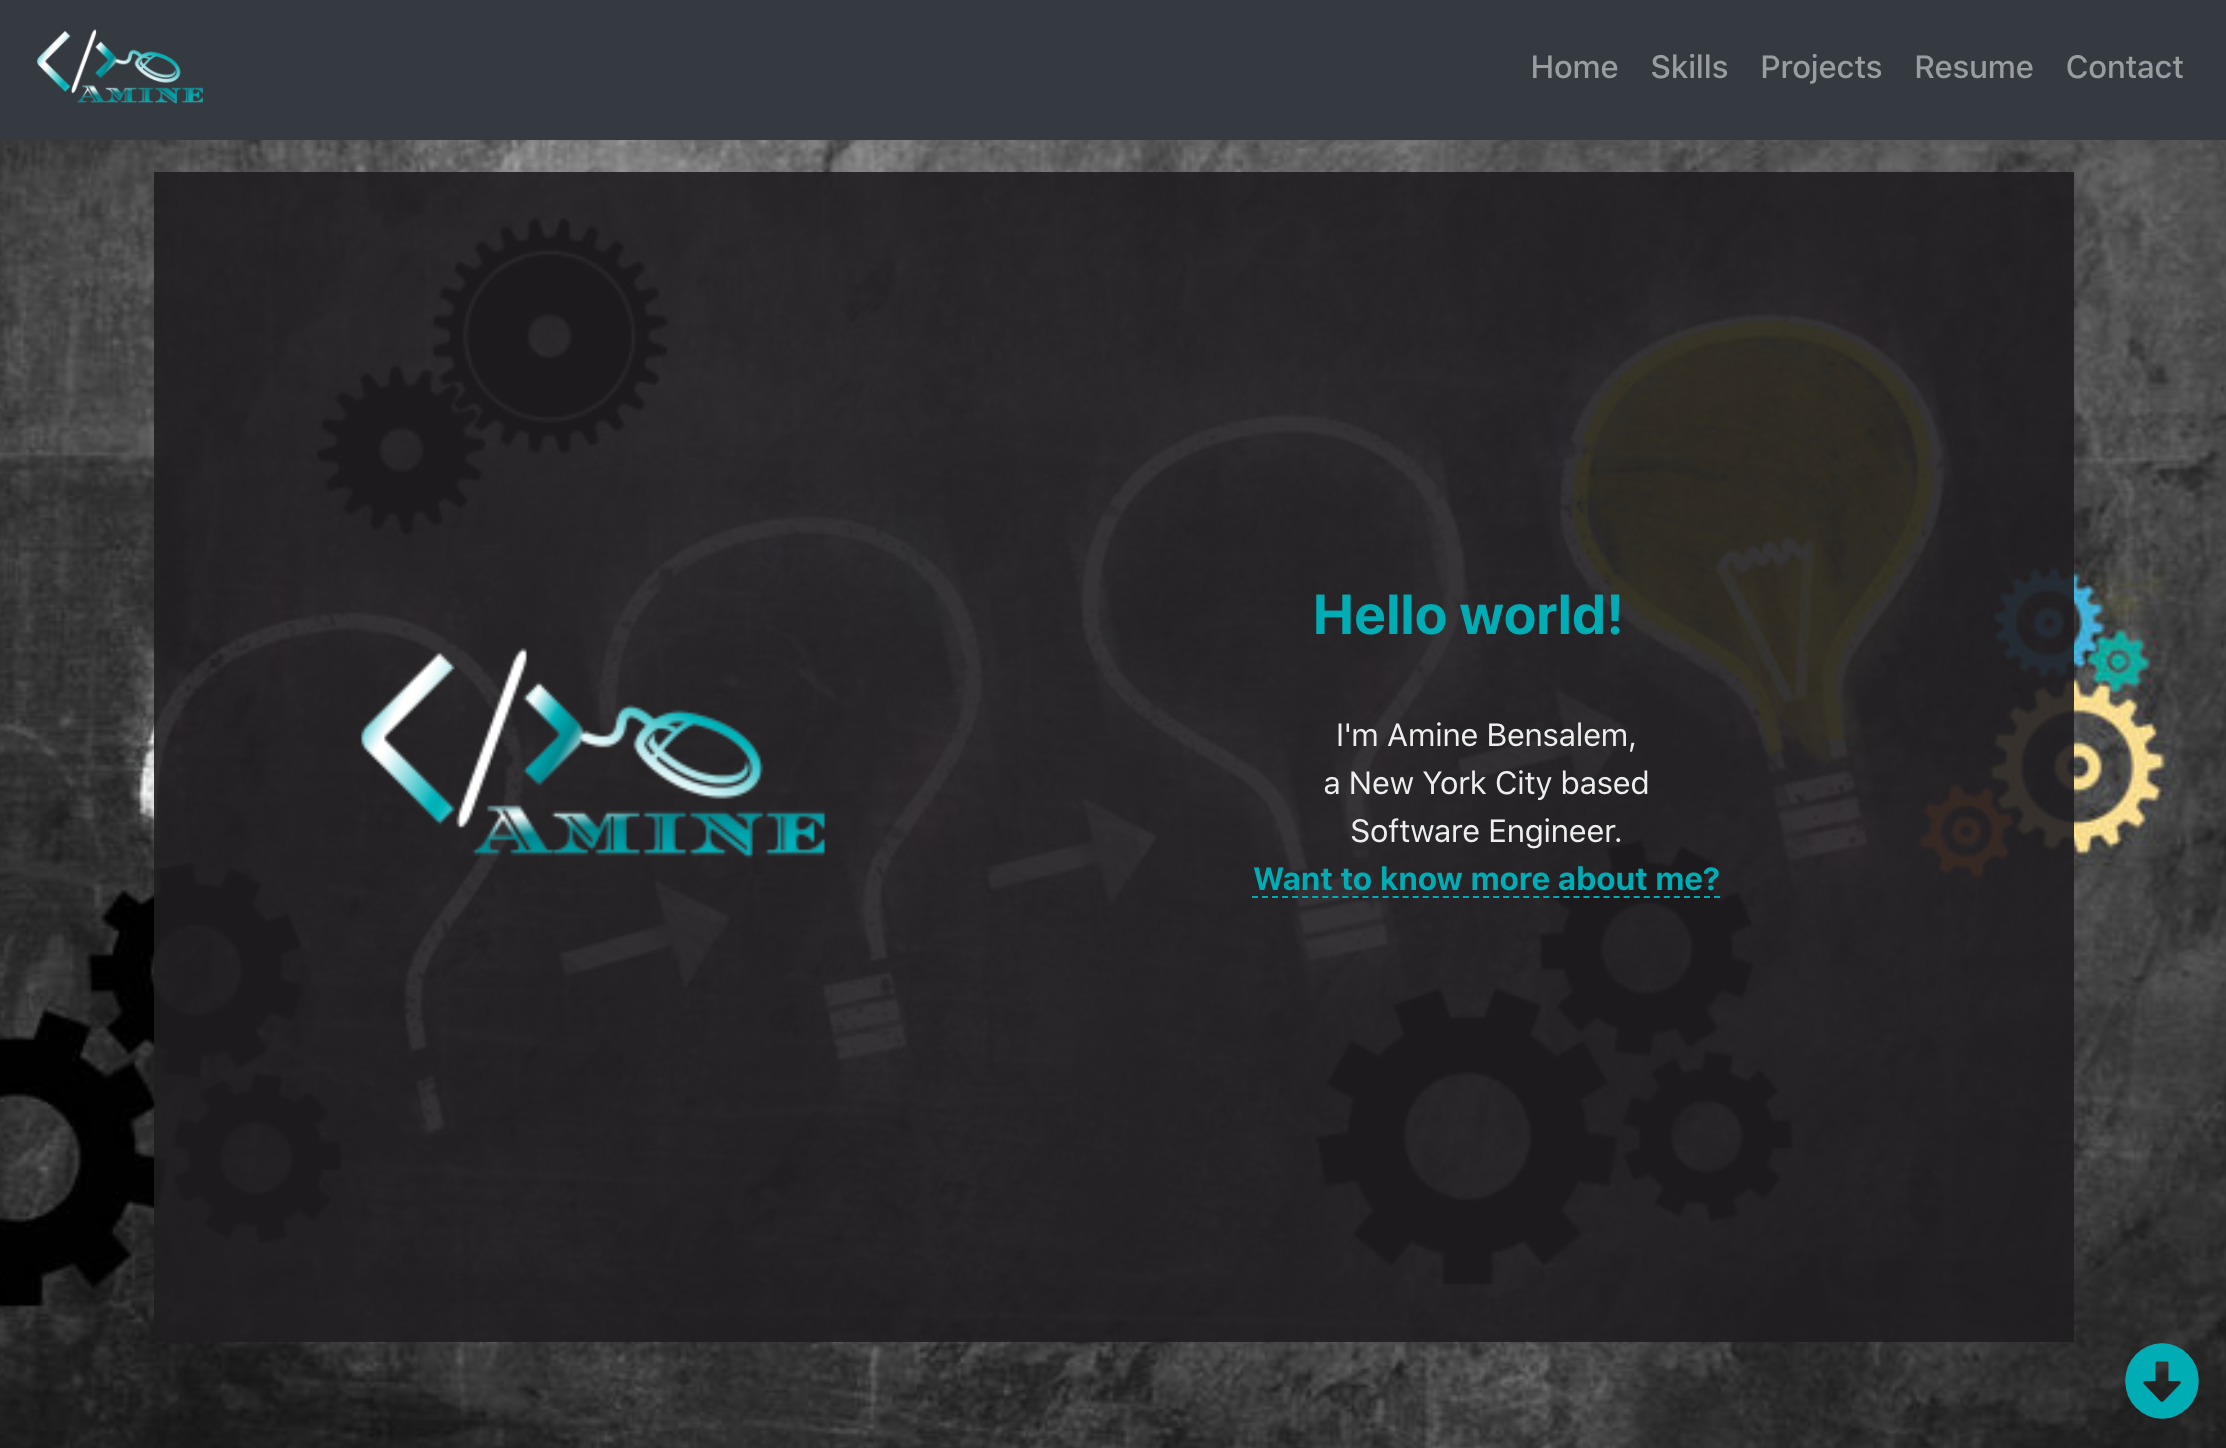 </> AMINE
Home Skills Projects Resume Contact
Hello world!
</> AMINE
I'm Amine Bensalem,
a New York City based
Software Engineer.
Want to know more about me?